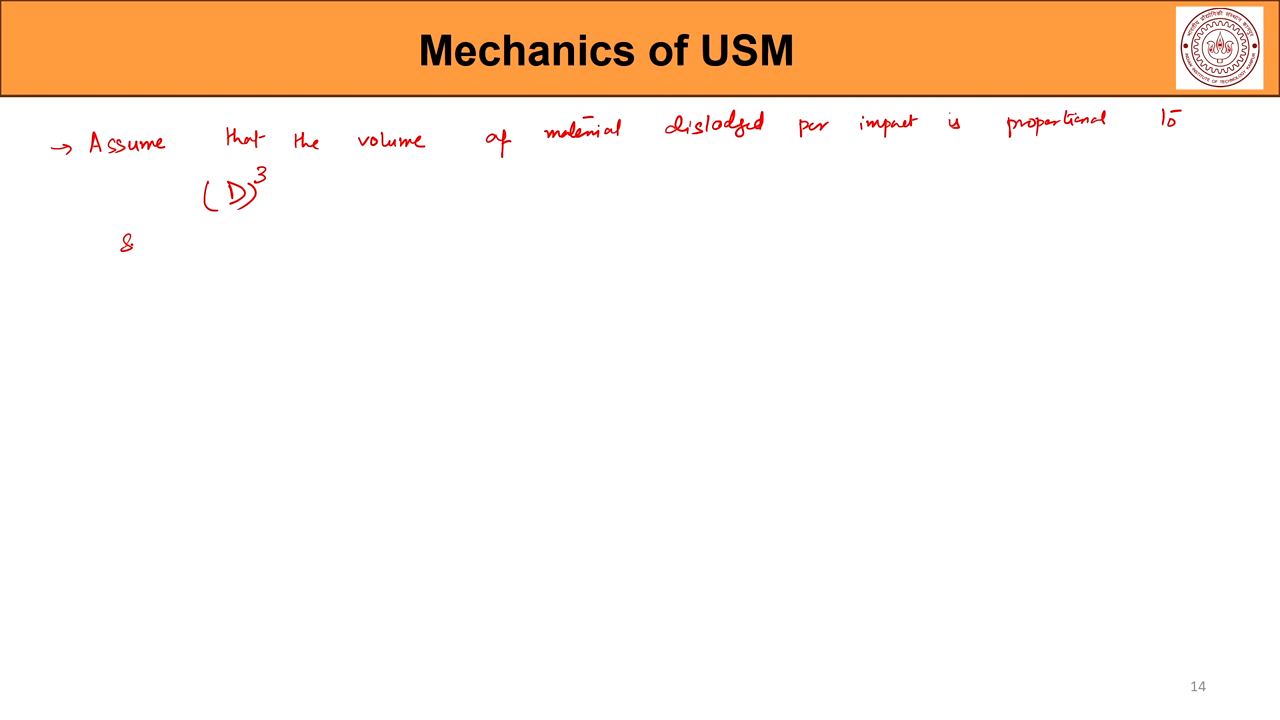 Mechanics of USM
→ Assume that the volume of material dislodged per impact is proportional to
(D)³
&
14